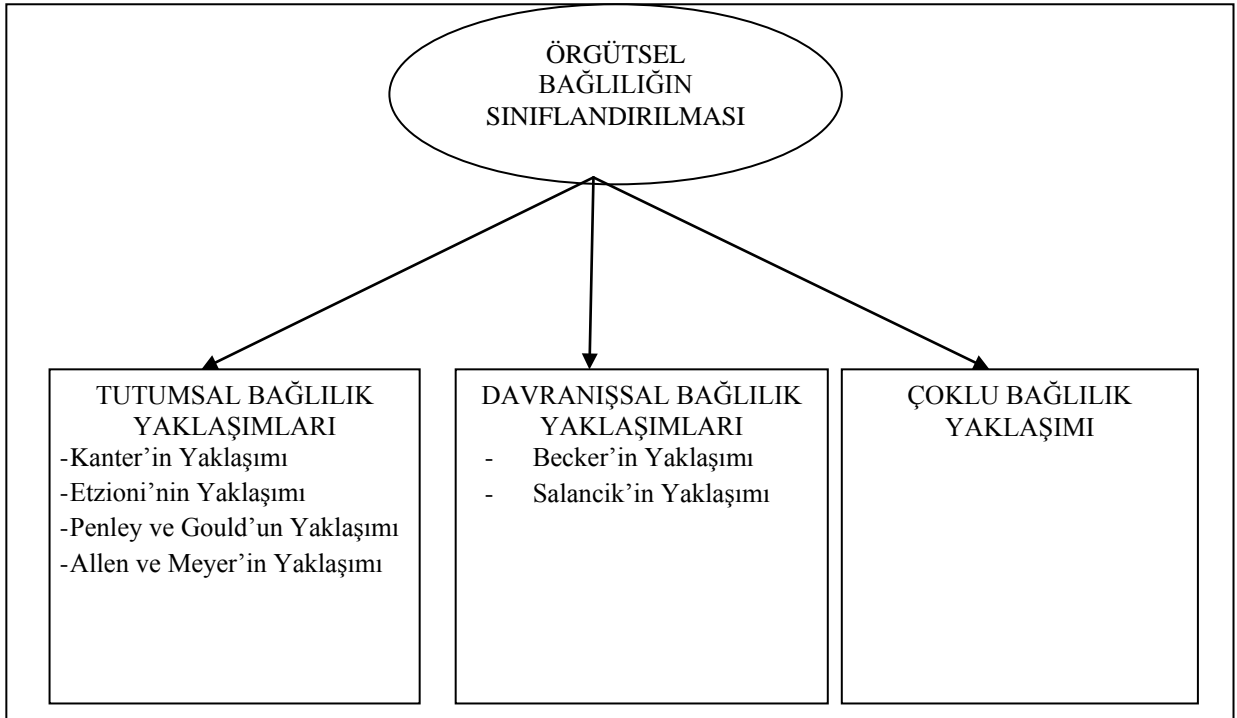 ÖRGÜTSEL
BAĞLILIĞIN
SINIFLANDIRILMASI
TUTUMSAL BAĞLILIK
YAKLAŞIMLARI
-Kanter’in Yaklaşımı
-Etzioni’nin Yaklaşımı
-Penley ve Gould’un Yaklaşımı
-Allen ve Meyer’in Yaklaşımı
DAVRANIŞSAL BAĞLILIK
YAKLAŞIMLARI
- Becker’in Yaklaşımı
- Salancik’in Yaklaşımı
ÇOKLU BAĞLILIK
YAKLAŞIMI